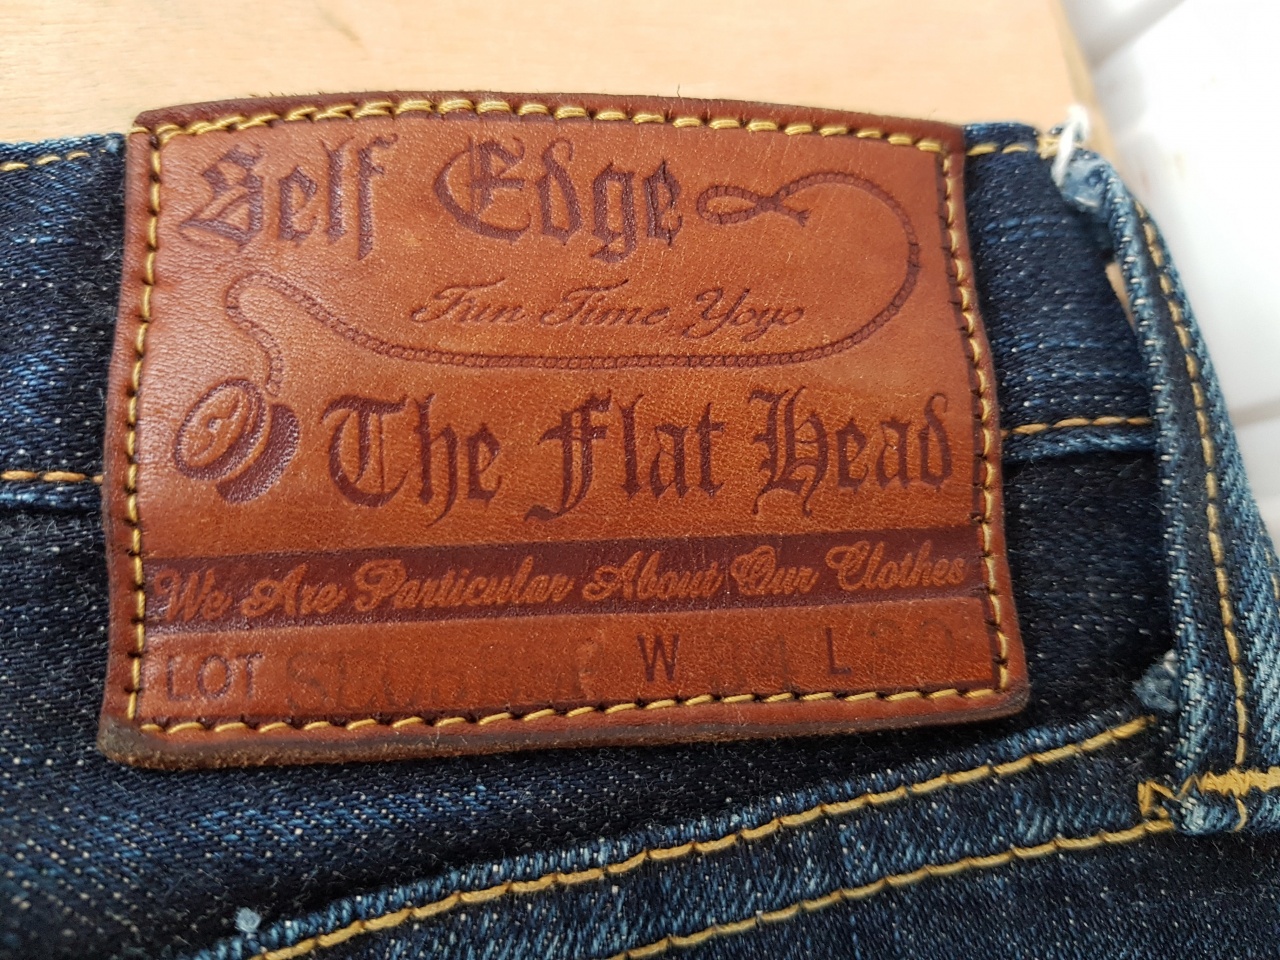 Self Edge
Fun Time Yoyo
The Flat Head
We Are Particular About Our Clothes
LOT W L